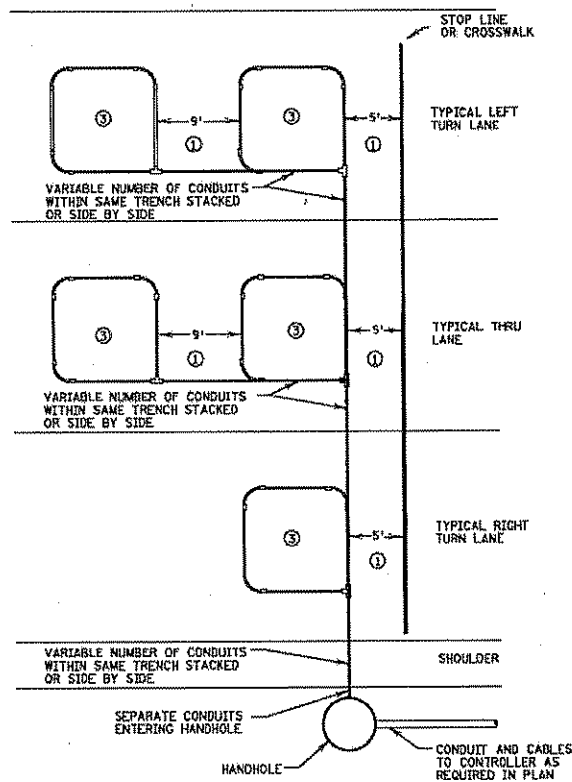 STOP LINE
OR CROSSWALK
③
9'
①
③
5'
①
TYPICAL LEFT
TURN LANE
VARIABLE NUMBER OF CONDUITS
WITHIN SAME TRENCH STACKED
OR SIDE BY SIDE
③
9'
①
③
5'
①
TYPICAL THRU
LANE
VARIABLE NUMBER OF CONDUITS
WITHIN SAME TRENCH STACKED
OR SIDE BY SIDE
③
5'
①
TYPICAL RIGHT
TURN LANE
VARIABLE NUMBER OF CONDUITS
WITHIN SAME TRENCH STACKED
OR SIDE BY SIDE
SHOULDER
SEPARATE CONDUITS
ENTERING HANDHOLE
HANDHOLE
CONDUIT AND CABLES
TO CONTROLLER AS
REQUIRED IN PLAN